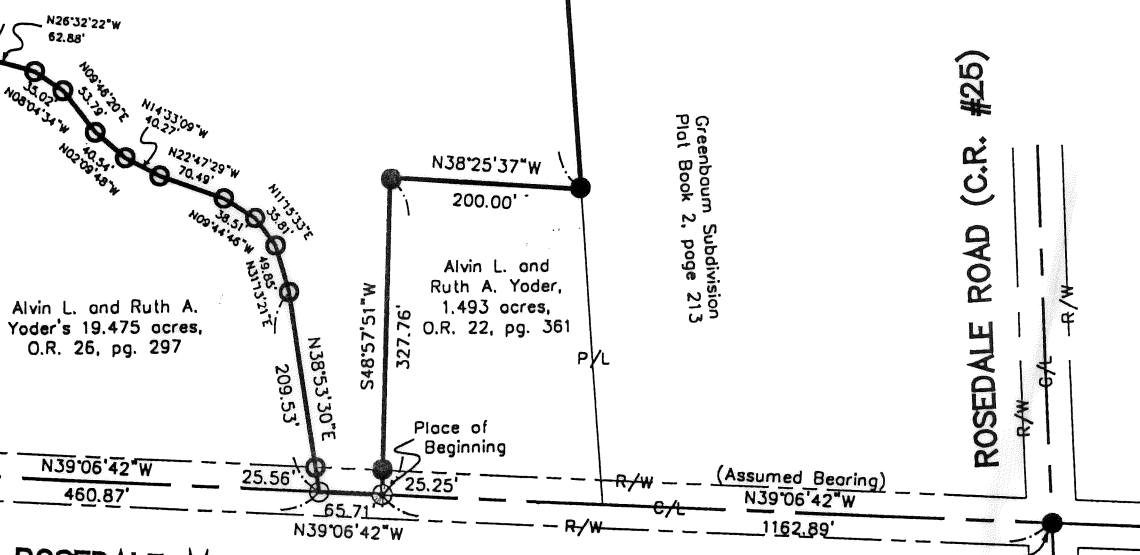 N26°32'22"W
62.88'
35.02'
N08°04'34"W
N09°46'20"E
53.79'
40.54'
N02°09'48"W
N14°33'09"W
40.27'
N22°47'29"W
70.49'
38.51'
N09°44'46"W
N11°15'33"E
35.81'
49.85'
N31°13'21"E
N38°53'30"E
209.53'
Alvin L. and Ruth A.
Yoder's 19.475 acres,
O.R. 26, pg. 297
N38°25'37"W
200.00'
S48°57'51"W
327.76'
Alvin L. and
Ruth A. Yoder,
1.493 acres,
O.R. 22, pg. 361
P/L
Greenbaum Subdivision
Plat Book 2, page 213
ROSEDALE ROAD (C.R. #25)
R/W
C/L
R/W
Place of
Beginning
N39°06'42"W
460.87'
25.56'
25.25'
65.71'
N39°06'42"W
R/W
C/L
R/W
(Assumed Bearing)
N39°06'42"W
1162.89'